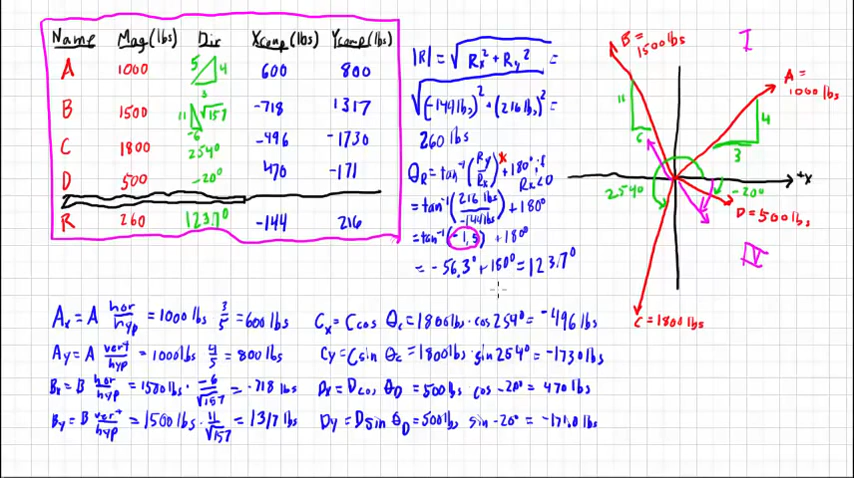 Name Mag (lbs) Dir Xcomp (lbs) Ycomp (lbs)
A 1000 5 4 3 600 800
B 1500 11 √157 -6 -718 1317
C 1800 254° -496 -1730
D 500 -20° 470 -171
R 260 123.7° -144 216
|R| = √Rx² + Ry² =
√(-144 lbs)² + (216 lbs)² =
260 lbs
θR = tan⁻¹ (Ry/Rx) * + 180° if Rx < 0
= tan⁻¹ (216 lbs / -144 lbs) + 180°
= tan⁻¹ (-1.5) + 180°
= -56.3° + 180° = 123.7°
B = 1500 lbs
I
A = 1000 lbs
11
6
4
3
+x
254°
-20°
D = 500 lbs
IV
C = 1800 lbs
Ax = A hor/hyp = 1000 lbs 3/5 = 600 lbs
Ay = A vert/hyp = 1000 lbs 4/5 = 800 lbs
Bx = B hor/hyp = 1500 lbs · -6/√157 = -718 lbs
By = B vert/hyp = 1500 lbs · 11/√157 = 1317 lbs
Cx = C cos θc = 1800 lbs · cos 254° = -496 lbs
Cy = C sin θc = 1800 lbs · sin 254° = -1730 lbs
Dx = D cos θD = 500 lbs cos -20° = 470 lbs
Dy = D sin θD = 500 lbs sin -20° = -171.0 lbs